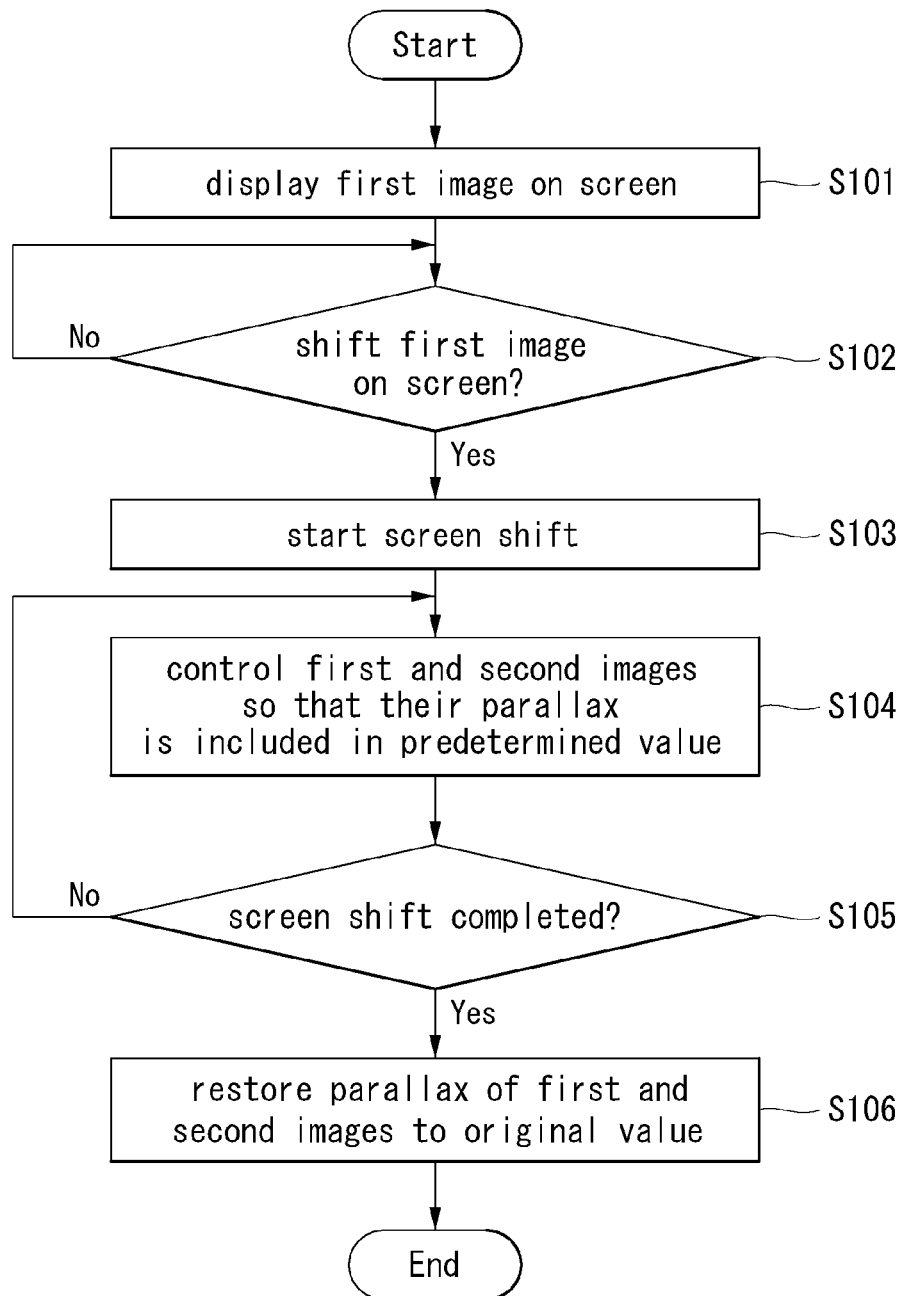 Start
display first image on screen
S101
No
shift first image
on screen?
S102
Yes
start screen shift
S103
control first and second images
so that their parallax
is included in predetermined value
S104
No
screen shift completed?
S105
Yes
restore parallax of first and
second images to original value
S106
End